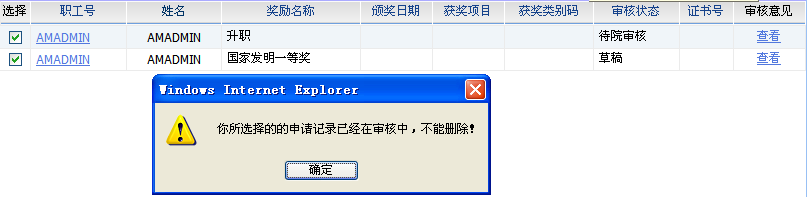 选择 职工号 姓名 奖励名称 颁奖日期 获奖项目 获奖类别码 审核状态 证书号 审核意见
AMADMIN AMADMIN 升职 待院审核 查看
AMADMIN AMADMIN 国家发明一等奖 草稿 查看
Windows Internet Explorer
你所选择的的申请记录已经在审核中，不能删除!
确定